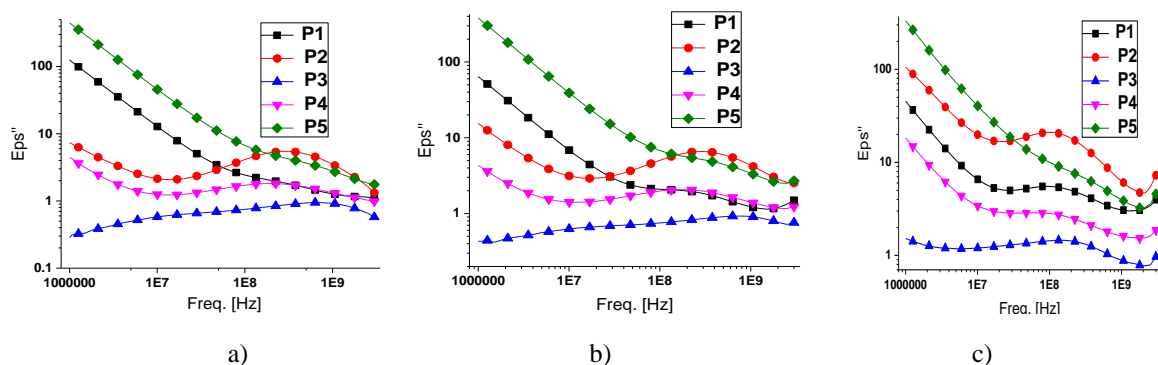 P1
P2
P3
P4
P5
100
10
1
0.1
Eps"
1000000 1E7 1E8 1E9
Freq. [Hz]
a)
P1
P2
P3
P4
P5
100
10
1
Eps"
1000000 1E7 1E8 1E9
Freq. [Hz]
b)
P1
P2
P3
P4
P5
100
10
1
Eps"
1000000 1E7 1E8 1E9
Freq. [Hz]
c)